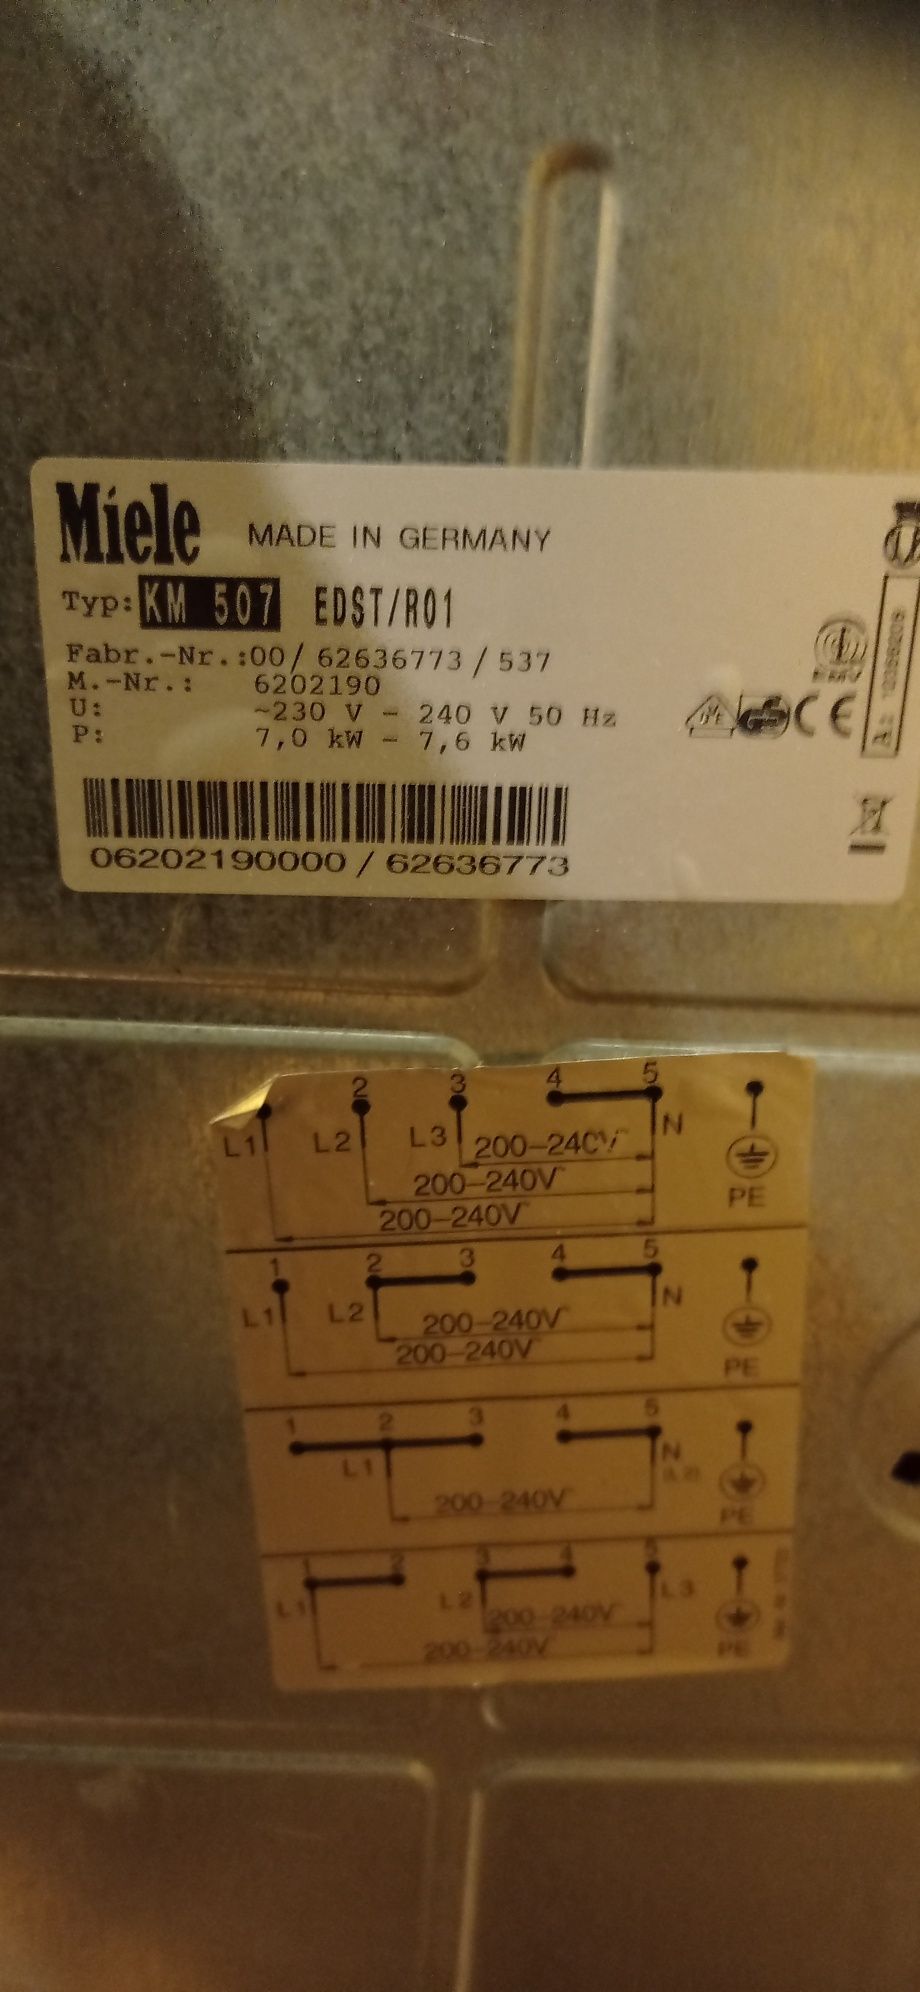 Miele MADE IN GERMANY
Typ: KM 507 EDST/R01
Fabr.-Nr.:00/ 62636773 / 537
M.-Nr.: 6202190
U: ~230 V - 240 V 50 Hz
P: 7,0 kW - 7,6 kW
CE
A:
06202190000 / 62636773
2 3 4 5
L1 L2 L3 N
200-240V~
200-240V~
200-240V~
PE
1 2 3 4 5
L1 L2 N
200-240V~
200-240V~
PE
1 2 3 4 5
L1 N
200-240V~
PE
1 2 3 4 5
L1 L2 L3
200-240V~
200-240V~
PE